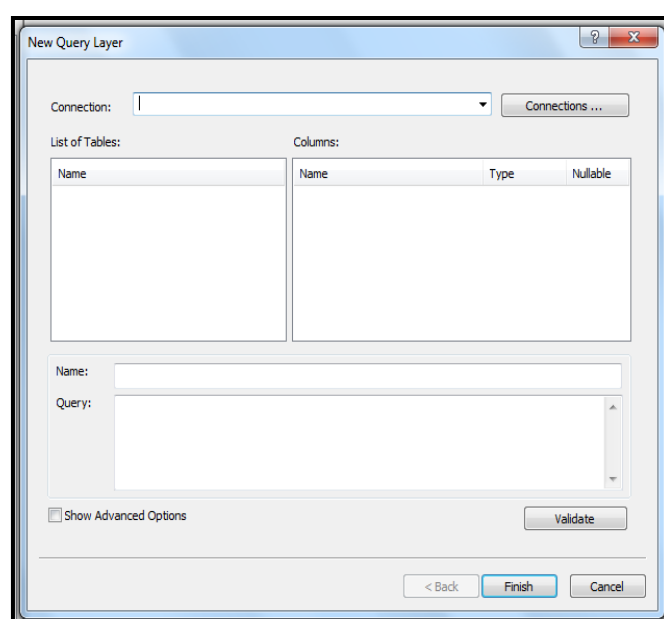 New Query Layer
Connection: Connections ...
List of Tables: Columns:
Name Name Type Nullable
Name:
Query:
Show Advanced Options Validate
< Back Finish Cancel